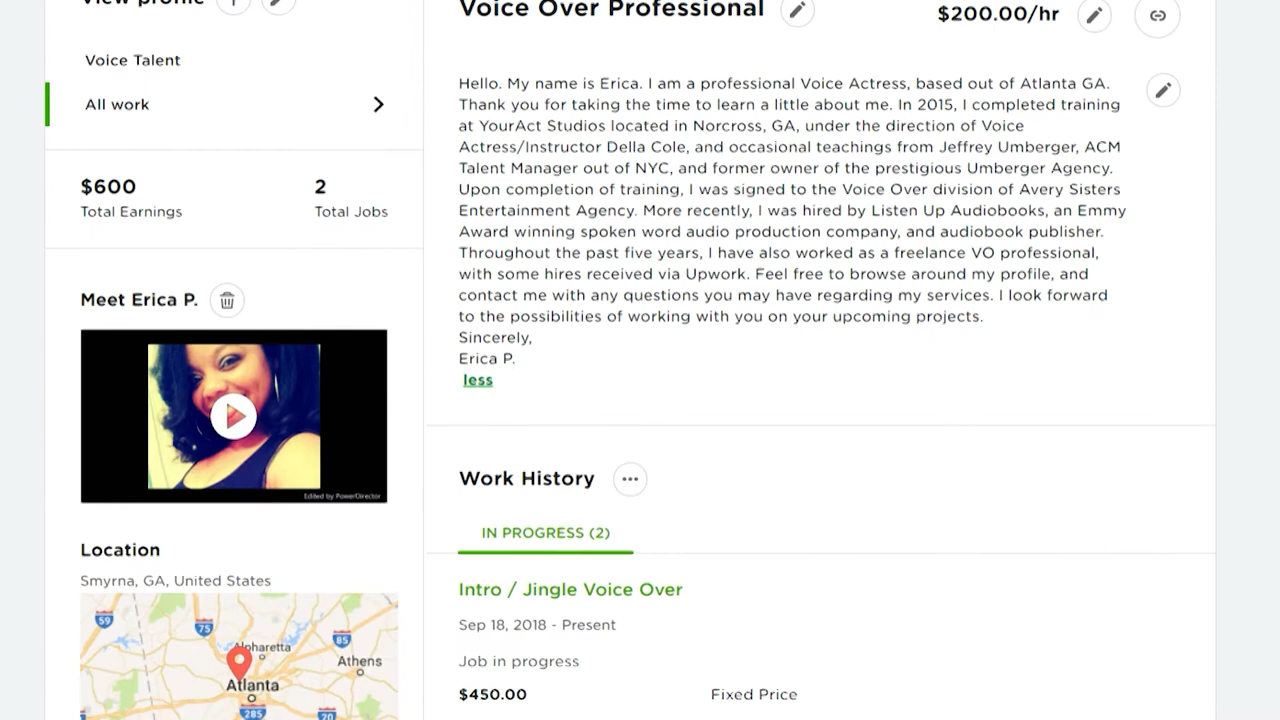 View profile
Voice Talent
All work
$600
2
Total Earnings
Total Jobs
Meet Erica P.
Edited by PowerDirector
Location
Smyrna, GA, United States
59
75
85
Alpharetta
Athens
Atlanta
285
20
Voice Over Professional
$200.00/hr
Hello. My name is Erica. I am a professional Voice Actress, based out of Atlanta GA.
Thank you for taking the time to learn a little about me. In 2015, I completed training
at YourAct Studios located in Norcross, GA, under the direction of Voice
Actress/Instructor Della Cole, and occasional teachings from Jeffrey Umberger, ACM
Talent Manager out of NYC, and former owner of the prestigious Umberger Agency.
Upon completion of training, I was signed to the Voice Over division of Avery Sisters
Entertainment Agency. More recently, I was hired by Listen Up Audiobooks, an Emmy
Award winning spoken word audio production company, and audiobook publisher.
Throughout the past five years, I have also worked as a freelance VO professional,
with some hires received via Upwork. Feel free to browse around my profile, and
contact me with any questions you may have regarding my services. I look forward
to the possibilities of working with you on your upcoming projects.
Sincerely,
Erica P.
less
Work History
IN PROGRESS (2)
Intro / Jingle Voice Over
Sep 18, 2018 - Present
Job in progress
$450.00
Fixed Price